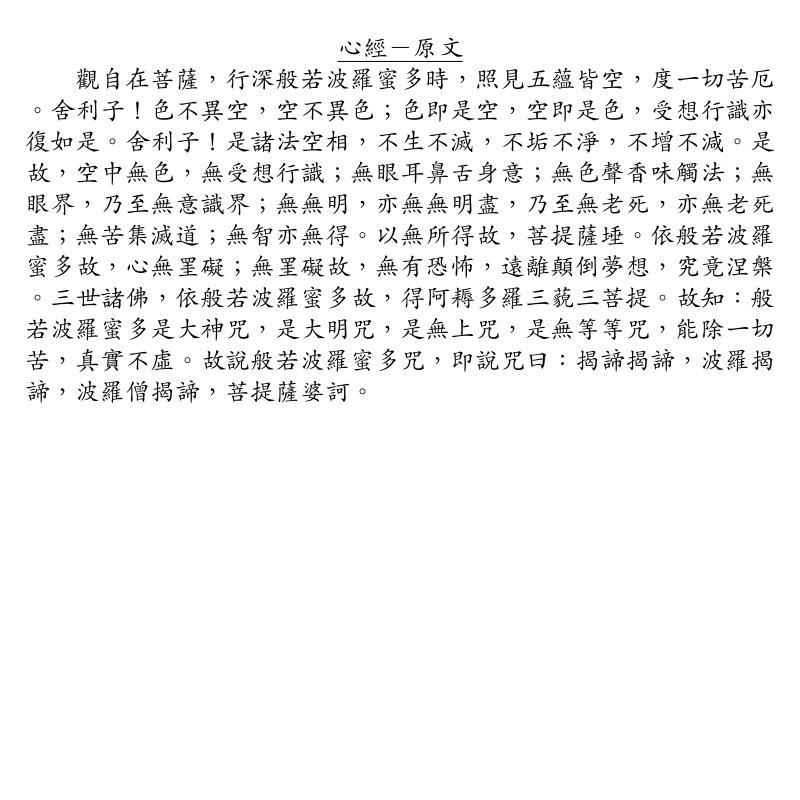 心經－原文
觀自在菩薩，行深般若波羅蜜多時，照見五蘊皆空，度一切苦厄
。舍利子！色不異空，空不異色；色即是空，空即是色，受想行識亦
復如是。舍利子！是諸法空相，不生不滅，不垢不淨，不增不減。是
故，空中無色，無受想行識；無眼耳鼻舌身意；無色聲香味觸法；無
眼界，乃至無意識界；無無明，亦無無明盡，乃至無老死，亦無老死
盡；無苦集滅道；無智亦無得。以無所得故，菩提薩埵。依般若波羅
蜜多故，心無罣礙；無罣礙故，無有恐怖，遠離顛倒夢想，究竟涅槃
。三世諸佛，依般若波羅蜜多故，得阿耨多羅三藐三菩提。故知：般
若波羅蜜多是大神咒，是大明咒，是無上咒，是無等等咒，能除一切
苦，真實不虛。故說般若波羅蜜多咒，即說咒曰：揭諦揭諦，波羅揭
諦，波羅僧揭諦，菩提薩婆訶。